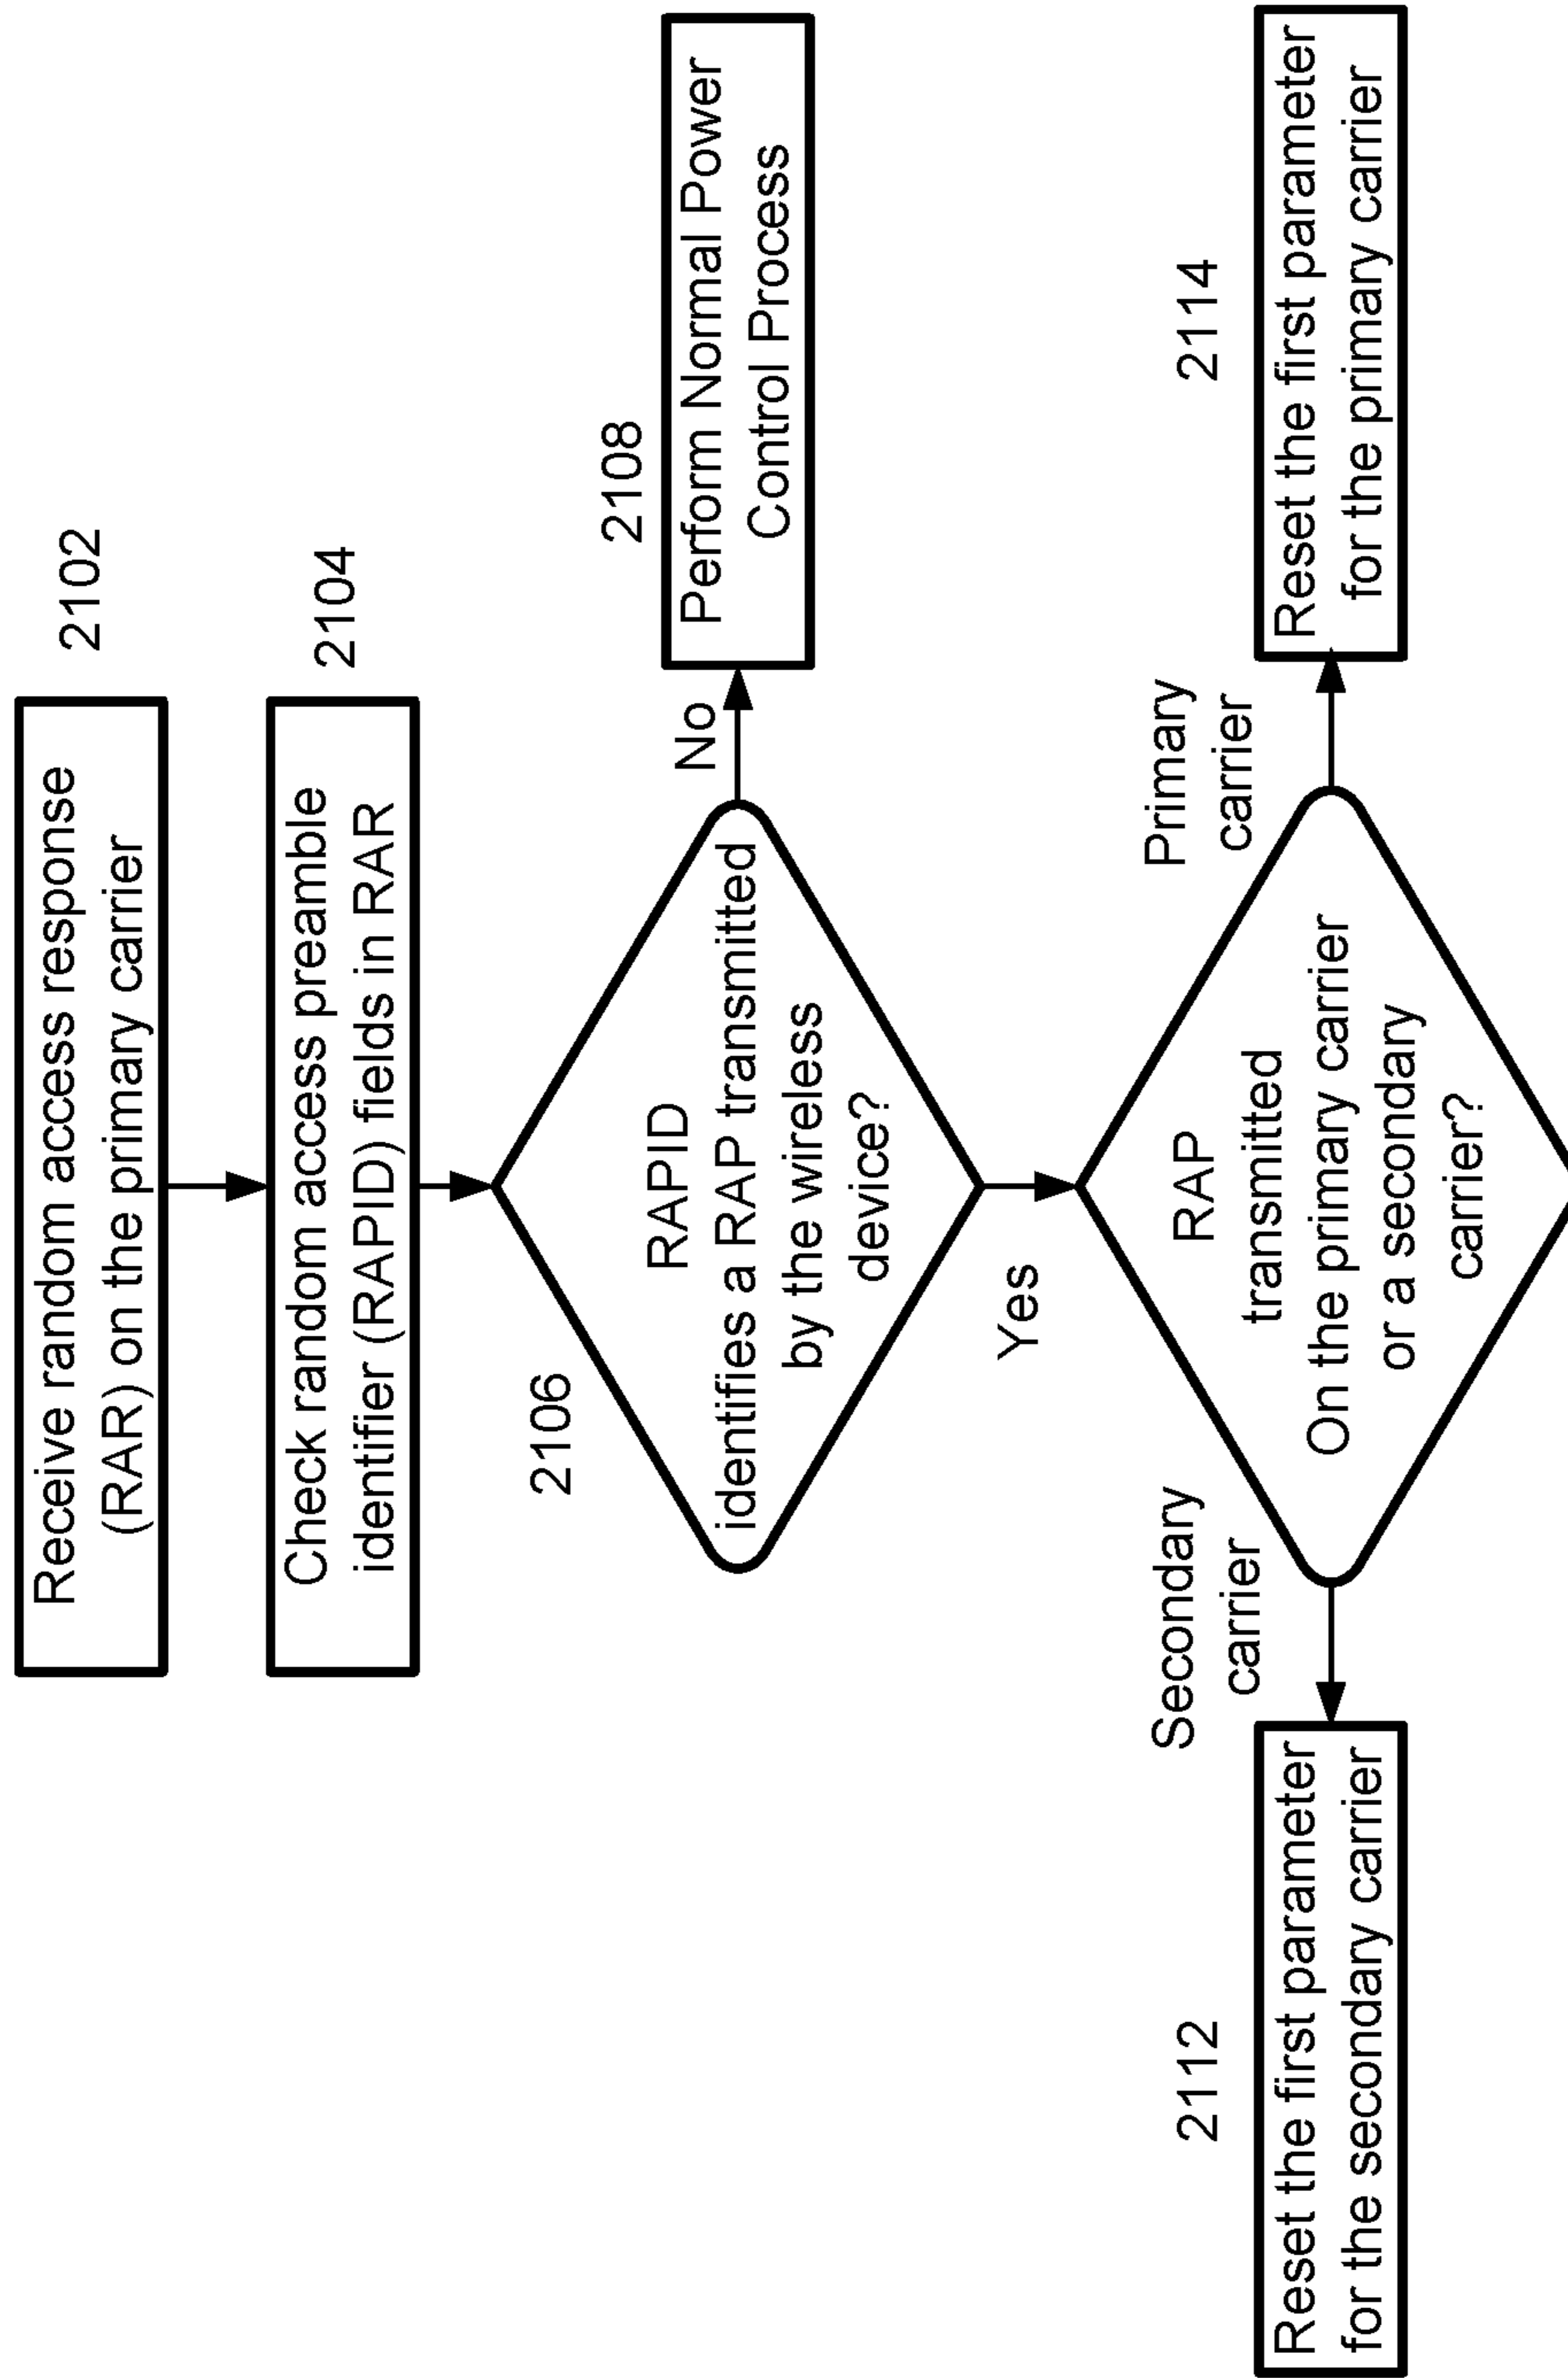 Receive random access response
(RAR) on the primary carrier
2102
Check random access preamble
identifier (RAPID) fields in RAR
2104
2106
RAPID
identifies a RAP transmitted
by the wireless
device?
No
2108
Perform Normal Power
Control Process
Yes
RAP
transmitted
On the primary carrier
or a secondary
carrier?
Secondary
carrier
2112
Reset the first parameter
for the secondary carrier
Primary
carrier
2114
Reset the first parameter
for the primary carrier